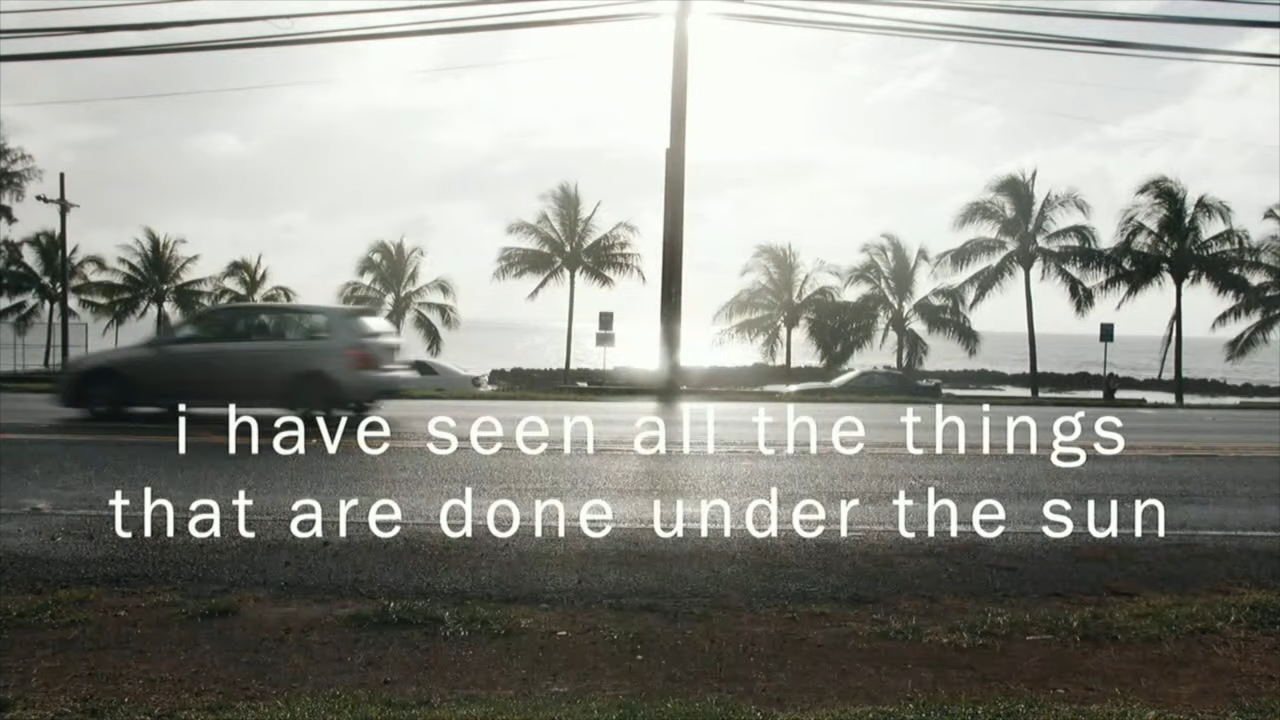 i have seen all the things
that are done under the sun